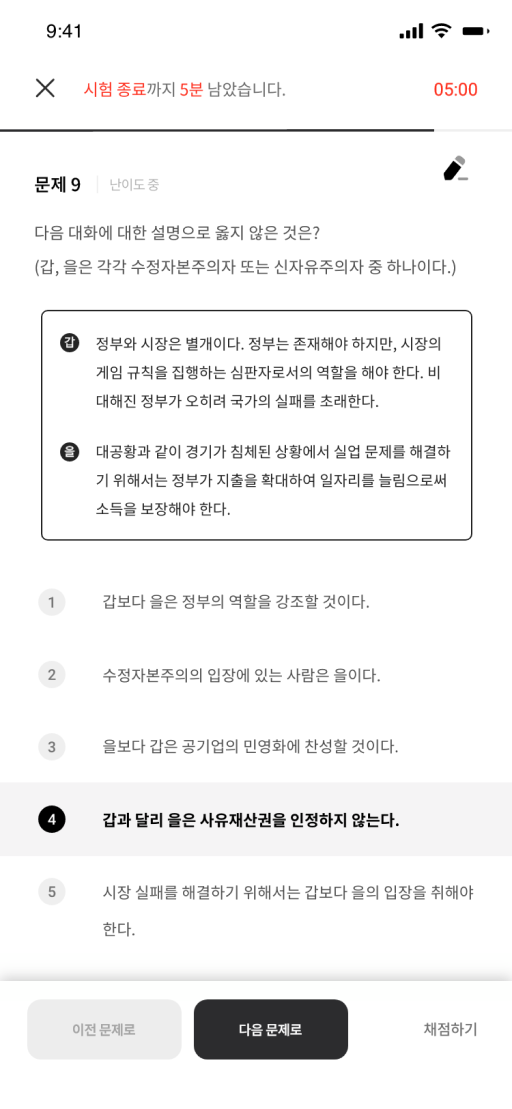 9:41
시험 종료까지 5분 남았습니다.
05:00
문제 9
난이도 중
다음 대화에 대한 설명으로 옳지 않은 것은?
(갑, 을은 각각 수정자본주의자 또는 신자유주의자 중 하나이다.)
갑
정부와 시장은 별개이다. 정부는 존재해야 하지만, 시장의
게임 규칙을 집행하는 심판자로서의 역할을 해야 한다. 비
대해진 정부가 오히려 국가의 실패를 초래한다.
을
대공황과 같이 경기가 침체된 상황에서 실업 문제를 해결하
기 위해서는 정부가 지출을 확대하여 일자리를 늘림으로써
소득을 보장해야 한다.
1 갑보다 을은 정부의 역할을 강조할 것이다.
2 수정자본주의의 입장에 있는 사람은 을이다.
3 을보다 갑은 공기업의 민영화에 찬성할 것이다.
4 갑과 달리 을은 사유재산권을 인정하지 않는다.
5 시장 실패를 해결하기 위해서는 갑보다 을의 입장을 취해야
한다.
이전 문제로
다음 문제로
채점하기